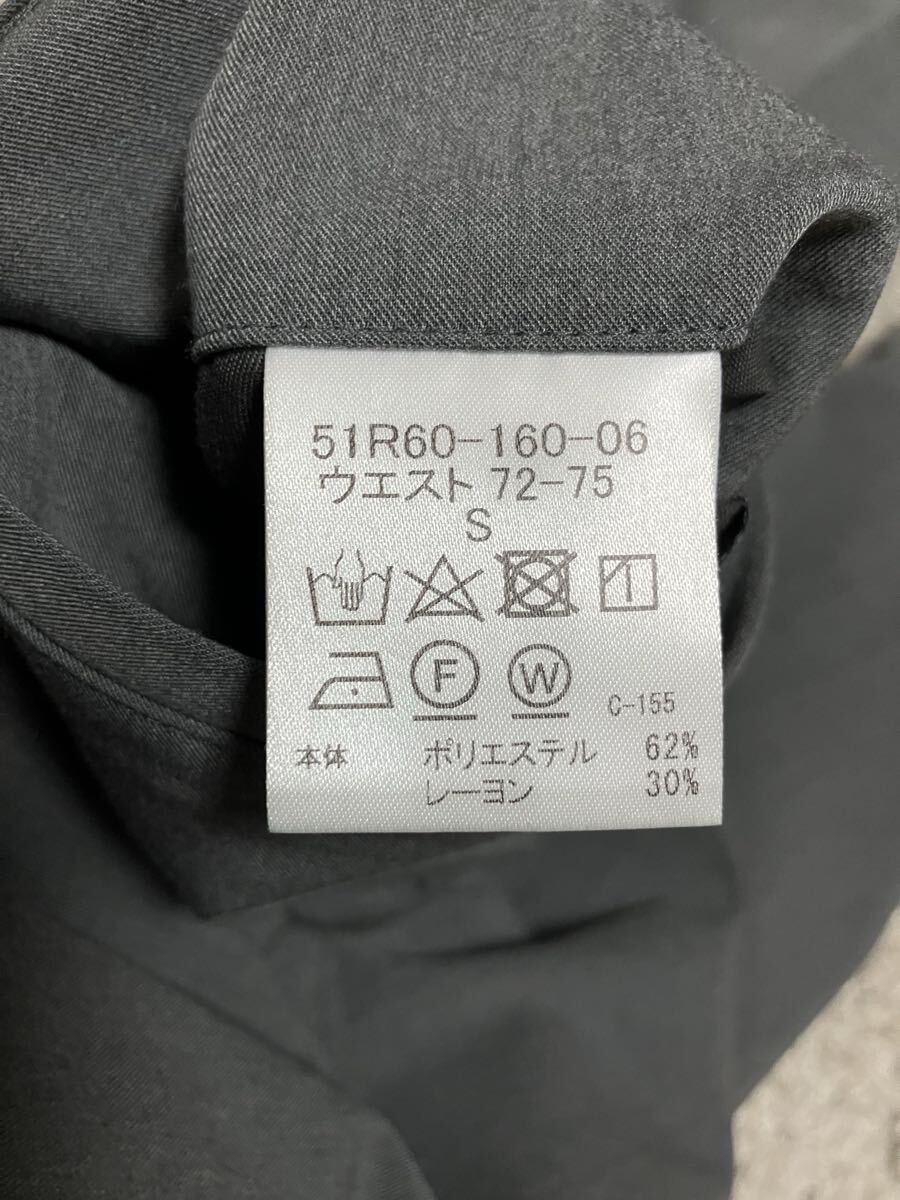 51R60-160-06
ウエスト 72-75
S
F W C-155
本体 ポリエステル 62%
レーヨン 30%